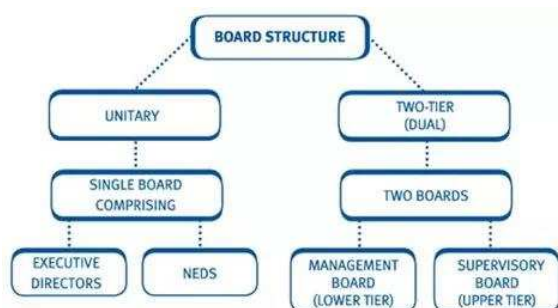 BOARD STRUCTURE
UNITARY
TWO-TIER
(DUAL)
SINGLE BOARD
COMPRISING
TWO BOARDS
EXECUTIVE
DIRECTORS
NEDS
MANAGEMENT
BOARD
(LOWER TIER)
SUPERVISORY
BOARD
(UPPER TIER)